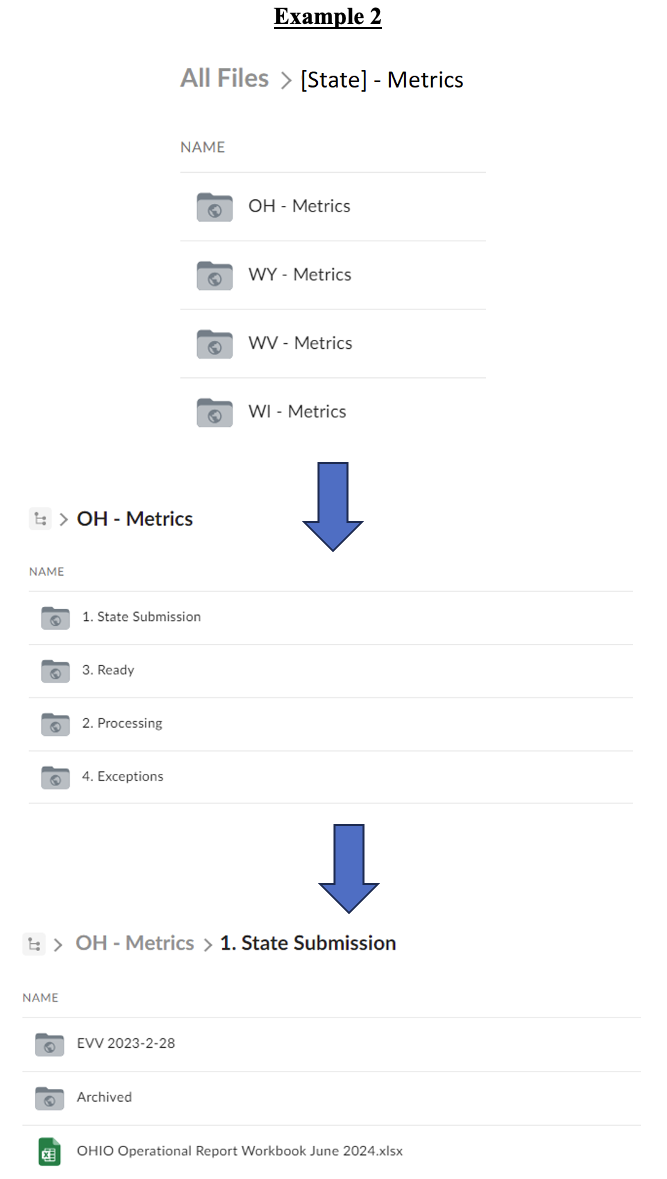 Example 2
All Files > [State] - Metrics
NAME
OH - Metrics
WY - Metrics
WV - Metrics
WI - Metrics
> OH - Metrics
NAME
1. State Submission
3. Ready
2. Processing
4. Exceptions
> OH - Metrics > 1. State Submission
NAME
EVV 2023-2-28
Archived
OHIO Operational Report Workbook June 2024.xlsx